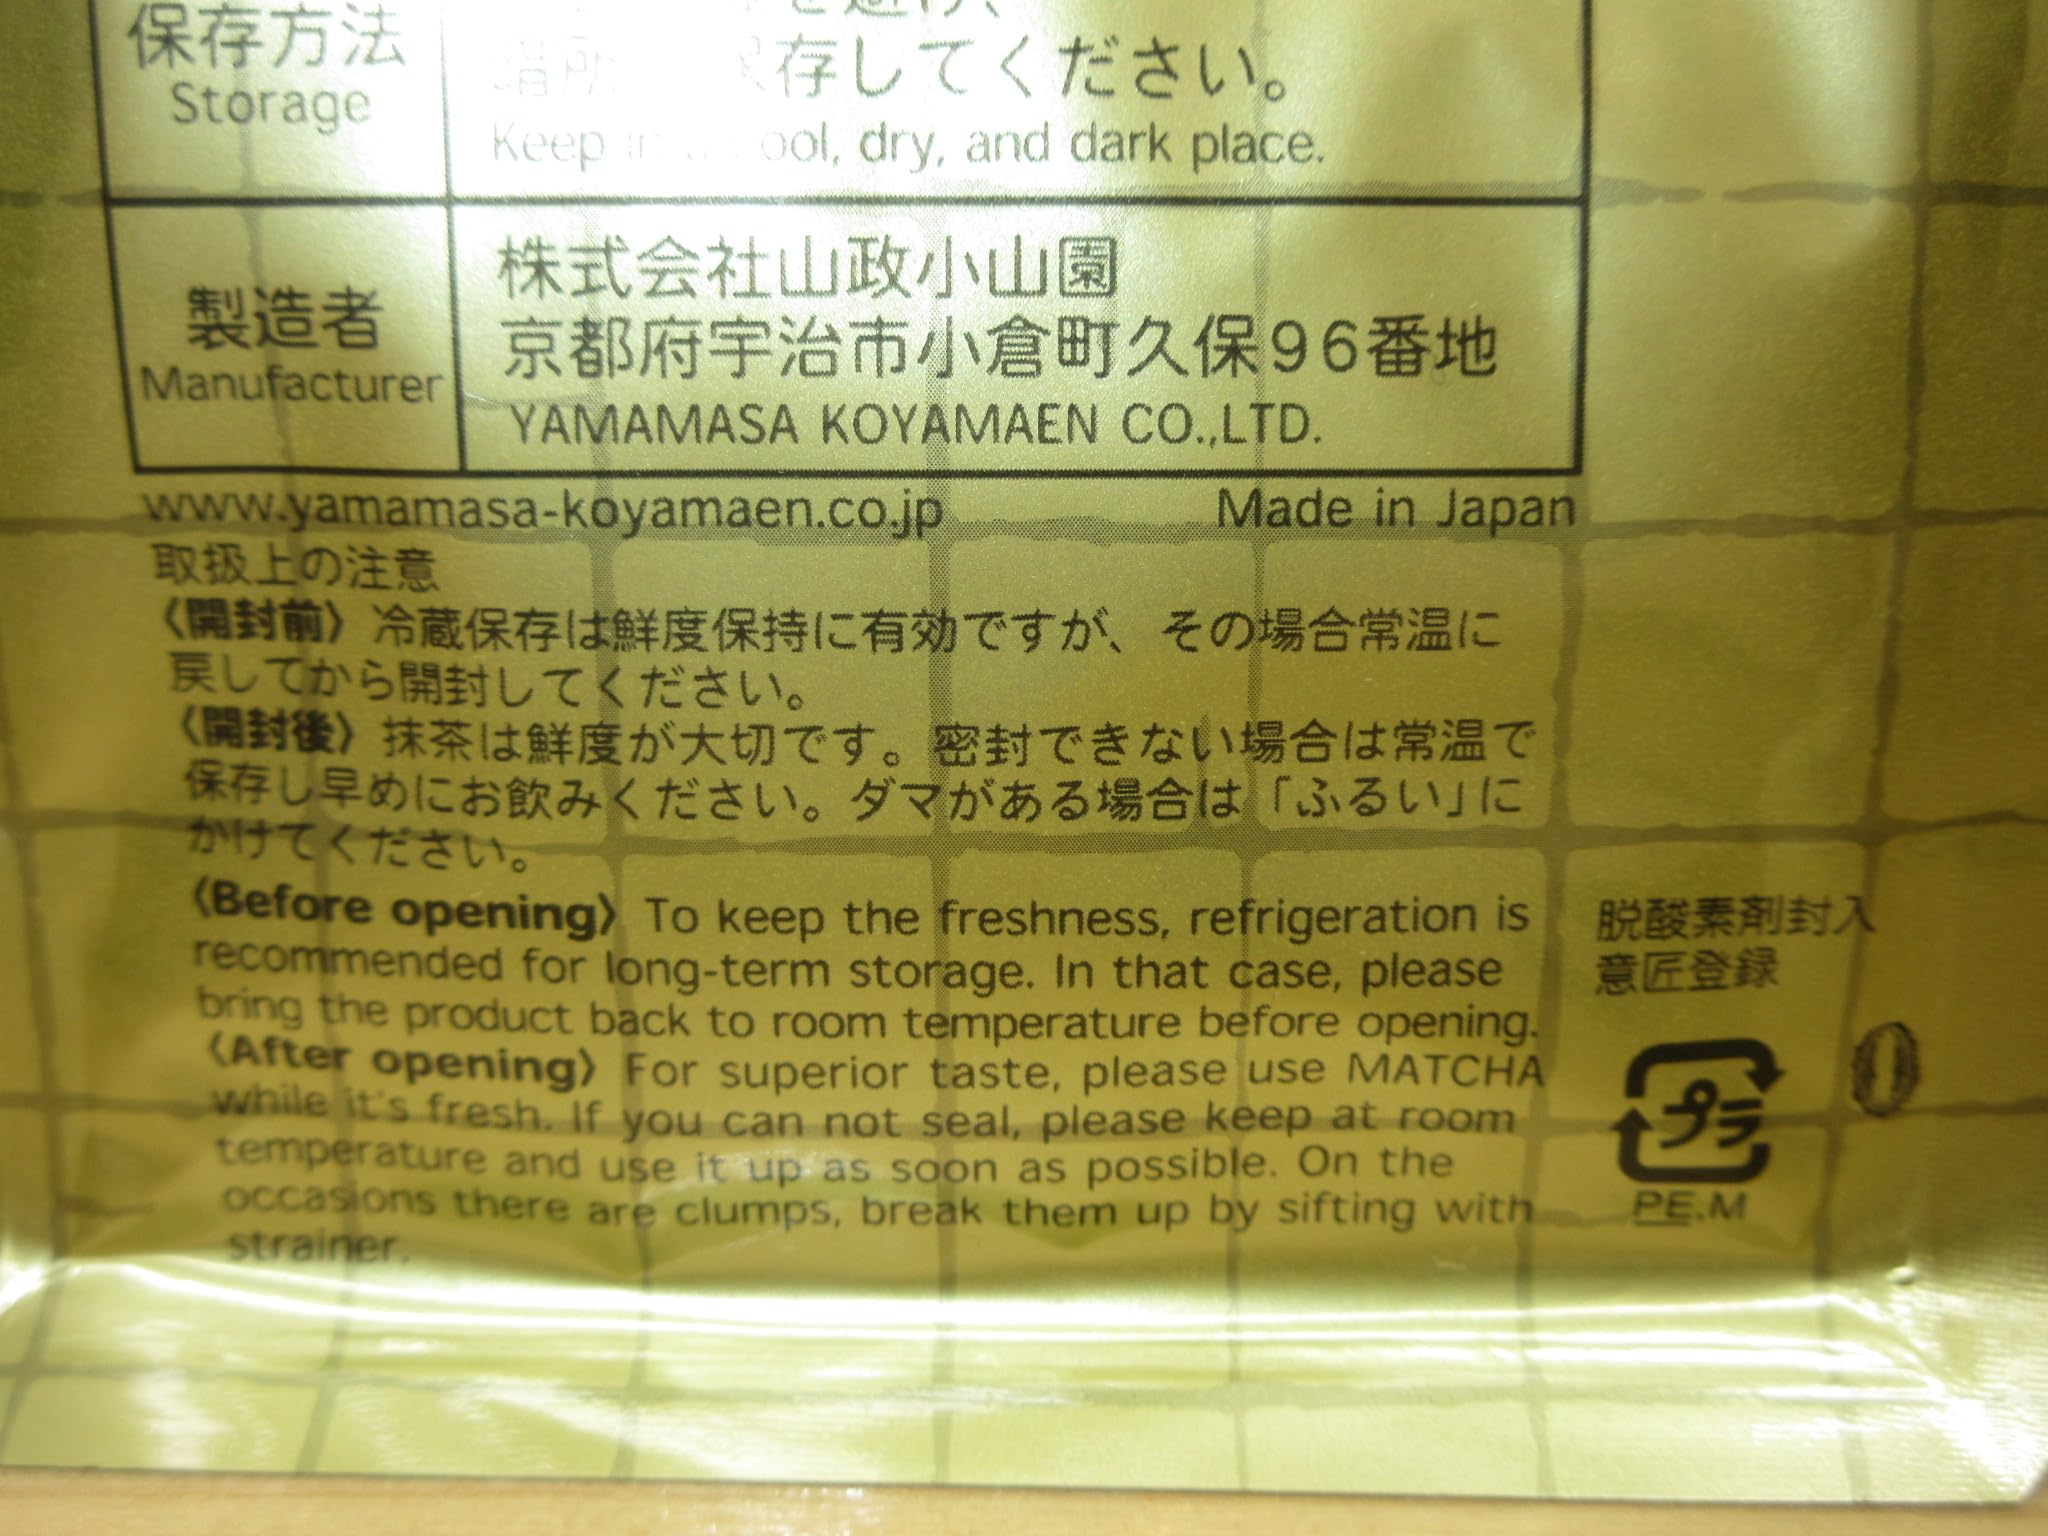 を避け、
保存方法
存してください。
Storage
Keep in a cool, dry, and dark place.
製造者
Manufacturer
株式会社山政小山園
京都府宇治市小倉町久保96番地
YAMAMASA KOYAMAEN CO.,LTD.
www.yamamasa-koyamaen.co.jp Made in Japan
取扱上の注意
〈開封前〉冷蔵保存は鮮度保持に有効ですが、その場合常温に
戻してから開封してください。
〈開封後〉抹茶は鮮度が大切です。密封できない場合は常温で
保存し早めにお飲みください。ダマがある場合は「ふるい」に
かけてください。
〈Before opening〉 To keep the freshness, refrigeration is
recommended for long-term storage. In that case, please
bring the product back to room temperature before opening.
〈After opening〉 For superior taste, please use MATCHA
while it's fresh. If you can not seal, please keep at room
temperature and use it up as soon as possible. On the
occasions there are clumps, break them up by sifting with
strainer.
脱酸素剤封入
意匠登録
プラ
PE.M